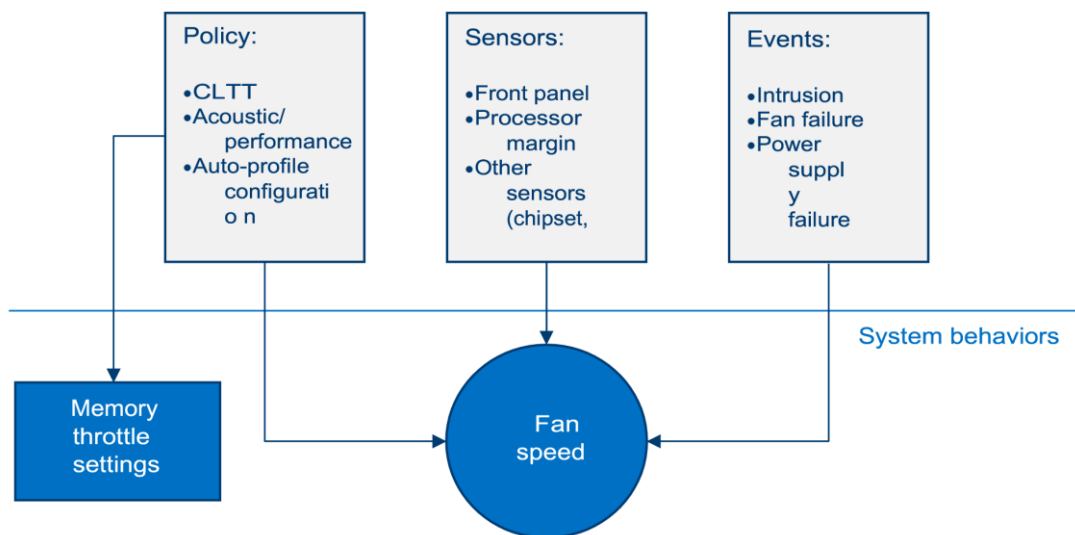 Policy:
•CLTT
•Acoustic/
performance
•Auto-profile
configurati
o n
Sensors:
•Front panel
•Processor
margin
•Other
sensors
(chipset,
Events:
•Intrusion
•Fan failure
•Power
suppl
y
failure
System behaviors
Memory
throttle
settings
Fan
speed